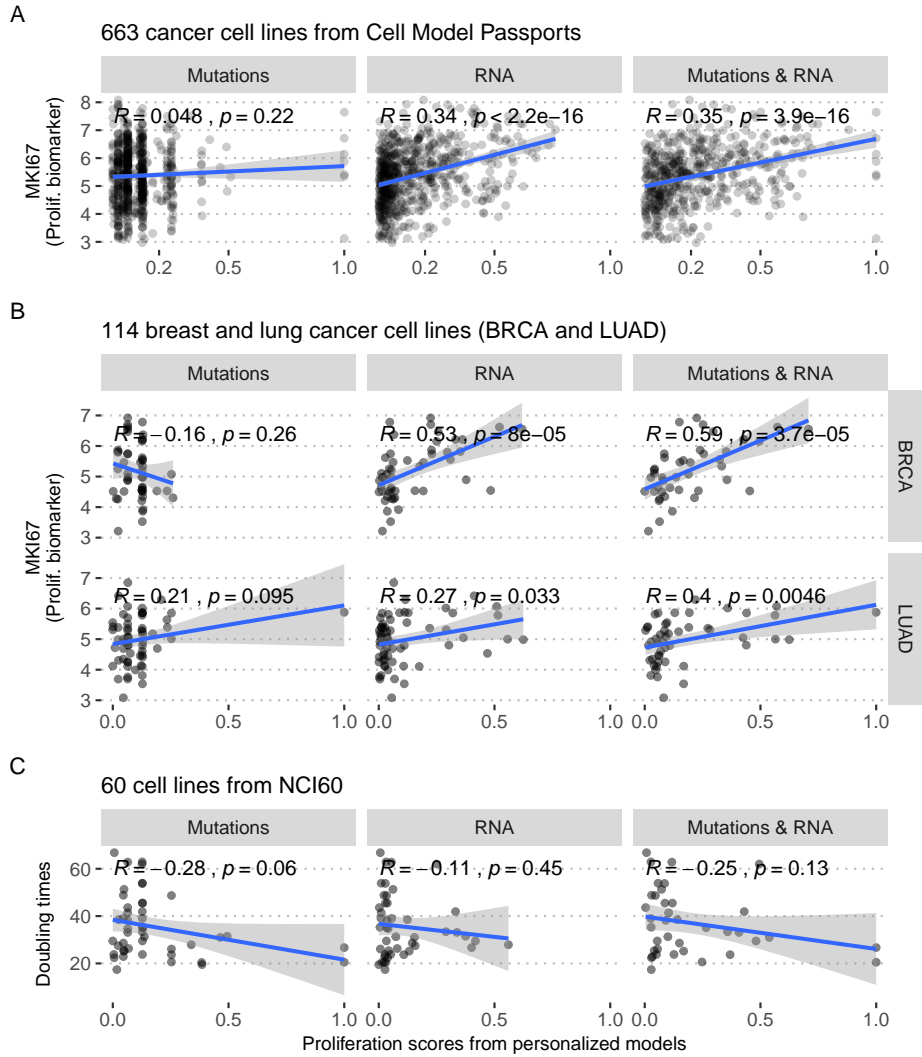 A
663 cancer cell lines from Cell Model Passports
Mutations RNA Mutations & RNA
MKI67
(Prolif. biomarker)
8
7
6
5
4
3
R = 0.048 , p = 0.22
R = 0.34 , p < 2.2e−16
R = 0.35 , p = 3.9e−16
0.2 0.5 1.0 0.2 0.5 1.0 0.2 0.5 1.0
B
114 breast and lung cancer cell lines (BRCA and LUAD)
Mutations RNA Mutations & RNA
MKI67
(Prolif. biomarker)
7
6
5
4
3
R = −0.16 , p = 0.26
R = 0.53 , p = 8e−05
R = 0.59 , p = 3.7e−05
BRCA
7
6
5
4
3
R = 0.21 , p = 0.095
R = 0.27 , p = 0.033
R = 0.4 , p = 0.0046
LUAD
0.0 0.5 1.0 0.0 0.5 1.0 0.0 0.5 1.0
C
60 cell lines from NCI60
Mutations RNA Mutations & RNA
Doubling times
60
40
20
R = −0.28 , p = 0.06
R = −0.11 , p = 0.45
R = −0.25 , p = 0.13
0.0 0.5 1.0 0.0 0.5 1.0 0.0 0.5 1.0
Proliferation scores from personalized models